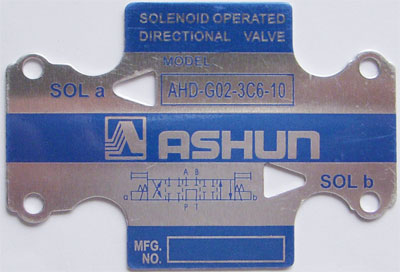 SOLENOID OPERATED
DIRECTIONAL VALVE
MODEL
SOL a
AHD-G02-3C6-10
ASHUN
A B
a b
P T
SOL b
MFG.
NO.